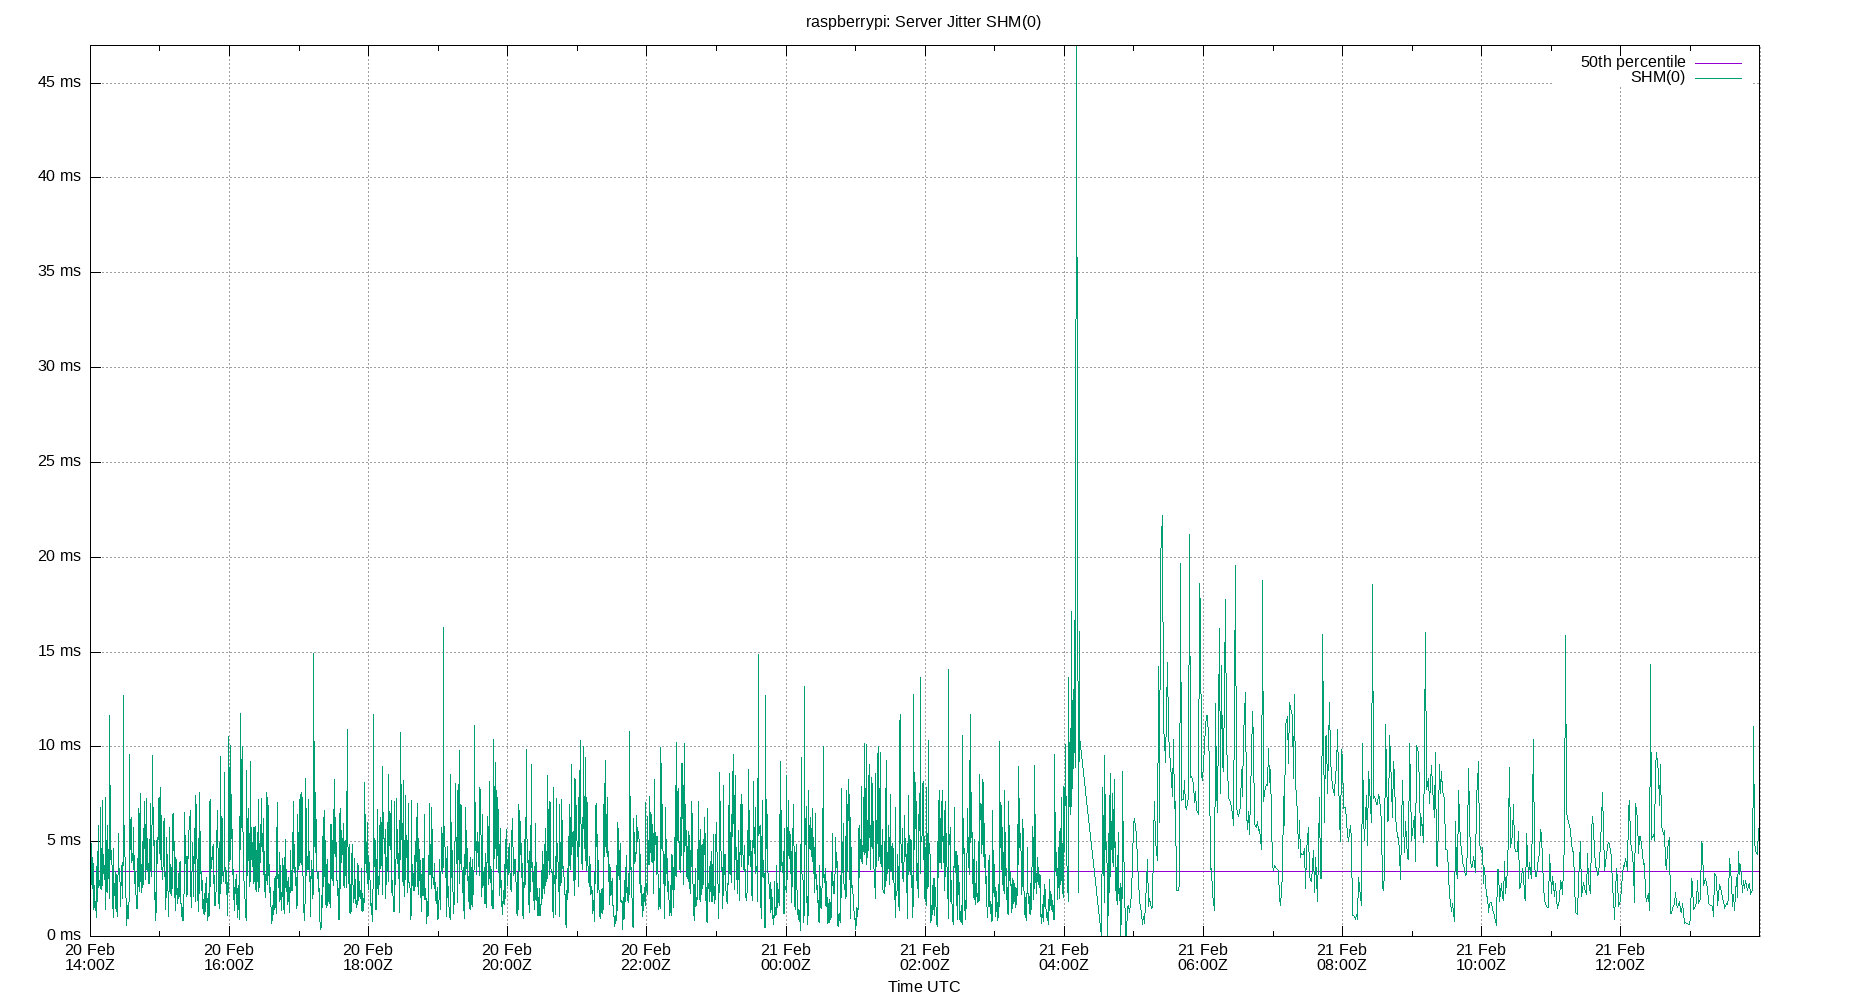 raspberrypi: Server Jitter SHM(0)
50th percentile
SHM(0)
45 ms
40 ms
35 ms
30 ms
25 ms
20 ms
15 ms
10 ms
5 ms
0 ms
20 Feb 20 Feb 20 Feb 20 Feb 20 Feb 21 Feb 21 Feb 21 Feb 21 Feb 21 Feb 21 Feb 21 Feb
14:00Z 16:00Z 18:00Z 20:00Z 22:00Z 00:00Z 02:00Z 04:00Z 06:00Z 08:00Z 10:00Z 12:00Z
Time UTC